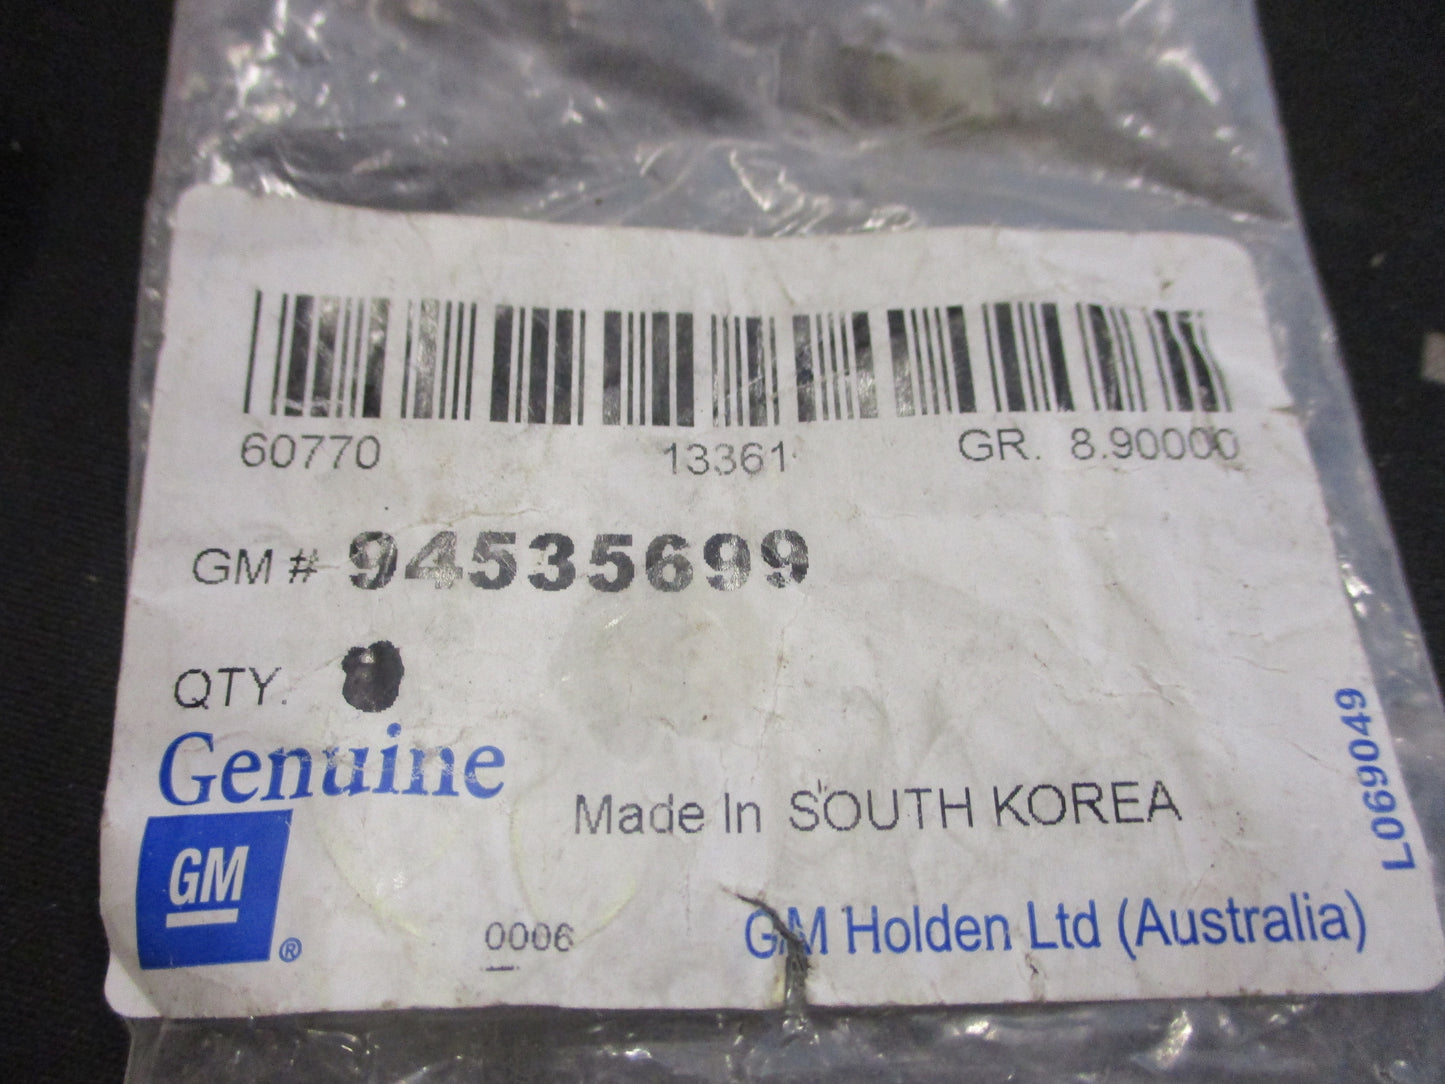 60770 13361 GR. 8.90000
GM # 94535699
QTY.
Genuine
Made In SOUTH KOREA
GM ®
0006
GM Holden Ltd (Australia)
L069049